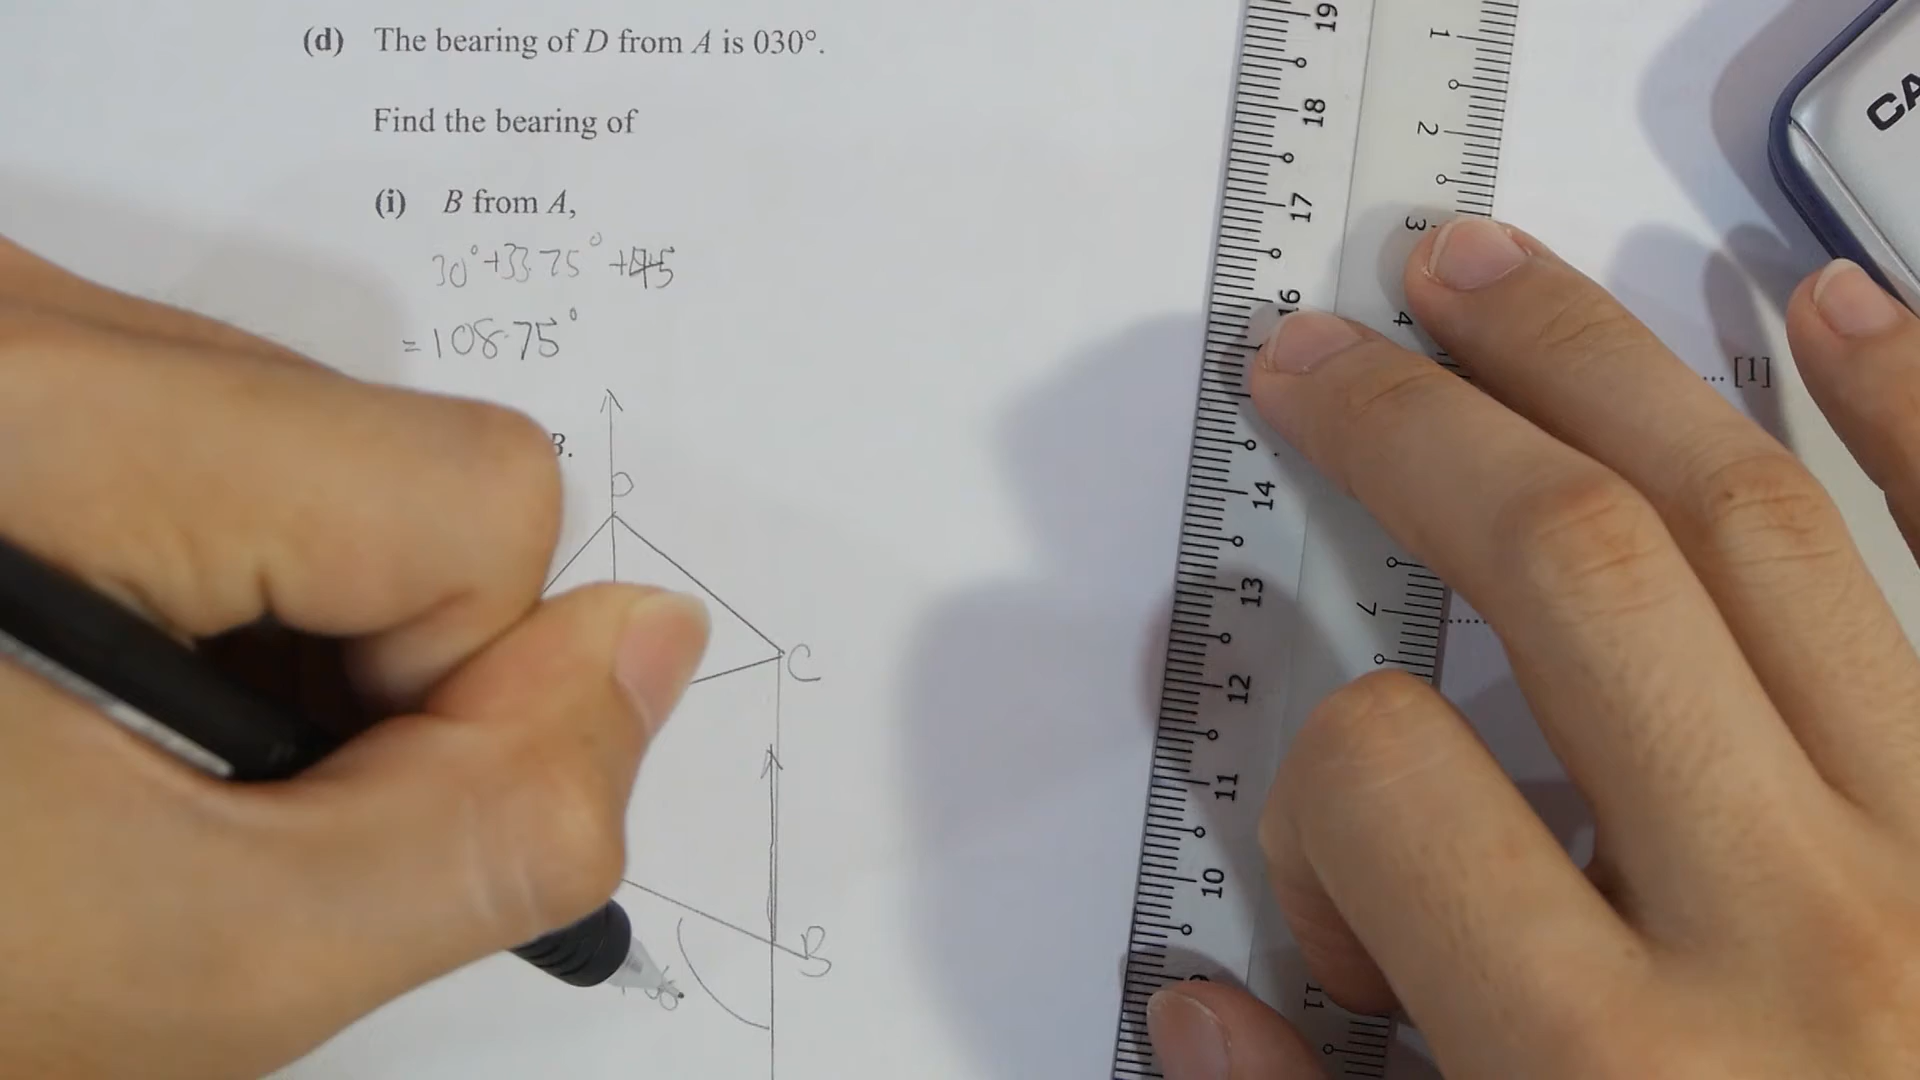 (d) The bearing of D from A is 030°.
Find the bearing of
(i) B from A,
30° + 33.75° + 45
= 108.75°
... [1]
B.
D
C
B
19
18
17
16
14
13
12
11
10
1
2
3
4
7
11
CA